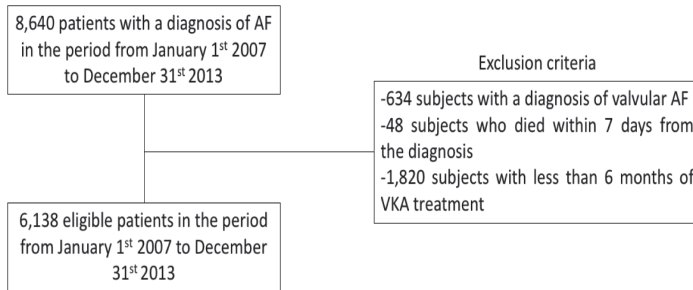 8,640 patients with a diagnosis of AF
in the period from January 1st 2007
to December 31st 2013
Exclusion criteria
-634 subjects with a diagnosis of valvular AF
-48 subjects who died within 7 days from
the diagnosis
-1,820 subjects with less than 6 months of
VKA treatment
6,138 eligible patients in the period
from January 1st 2007 to December
31st 2013